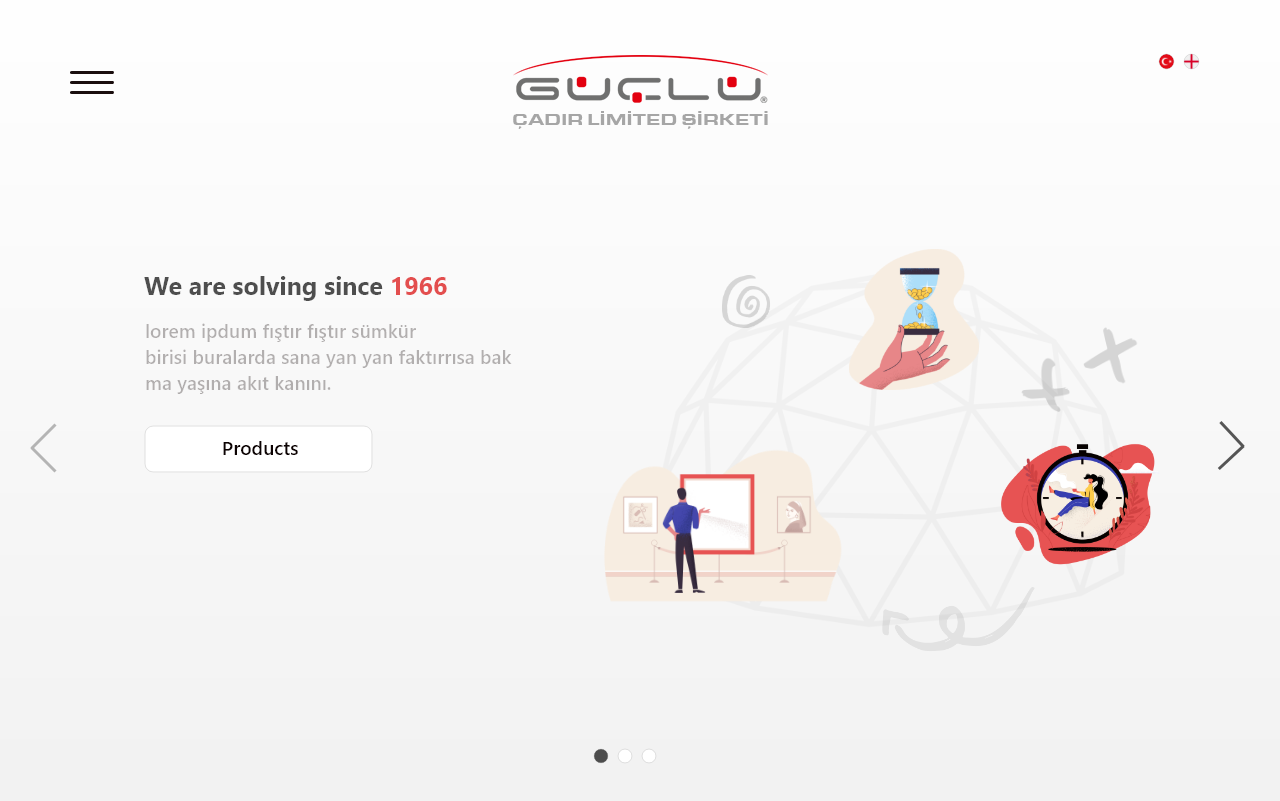 GÜÇLÜ®
ÇADIR LİMİTED ŞİRKETİ
We are solving since 1966
lorem ipdum fıştır fıştır sümkür
birisi buralarda sana yan yan faktırrısa bak
ma yaşına akıt kanını.
Products